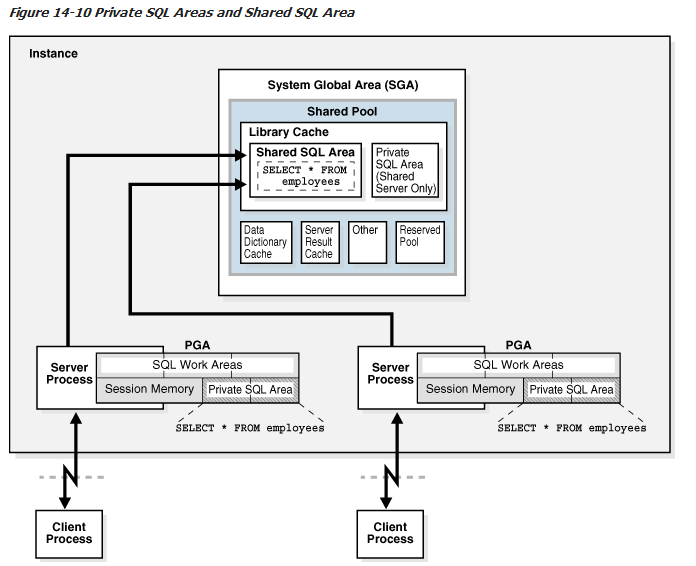 Figure 14-10 Private SQL Areas and Shared SQL Area
Instance
System Global Area (SGA)
Shared Pool
Library Cache
Shared SQL Area
SELECT * FROM
employees
Private
SQL Area
(Shared
Server Only)
Data
Dictionary
Cache
Server
Result
Cache
Other
Reserved
Pool
PGA
Server
Process
SQL Work Areas
Session Memory
Private SQL Area
SELECT * FROM employees
PGA
Server
Process
SQL Work Areas
Session Memory
Private SQL Area
SELECT * FROM employees
Client
Process
Client
Process